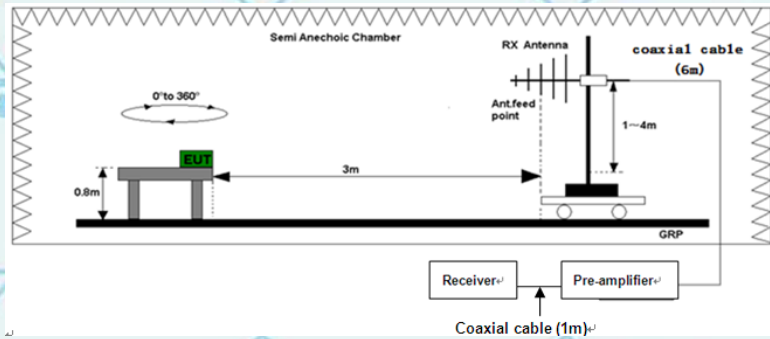 Semi Anechoic Chamber
RX Antenna
coaxial cable
(6m)
0°to 360°
Ant.feed
point
1~4m
EUT
3m
0.8m
GRP
Receiver↵
Pre-amplifier↵
Coaxial cable (1m)↵
↵